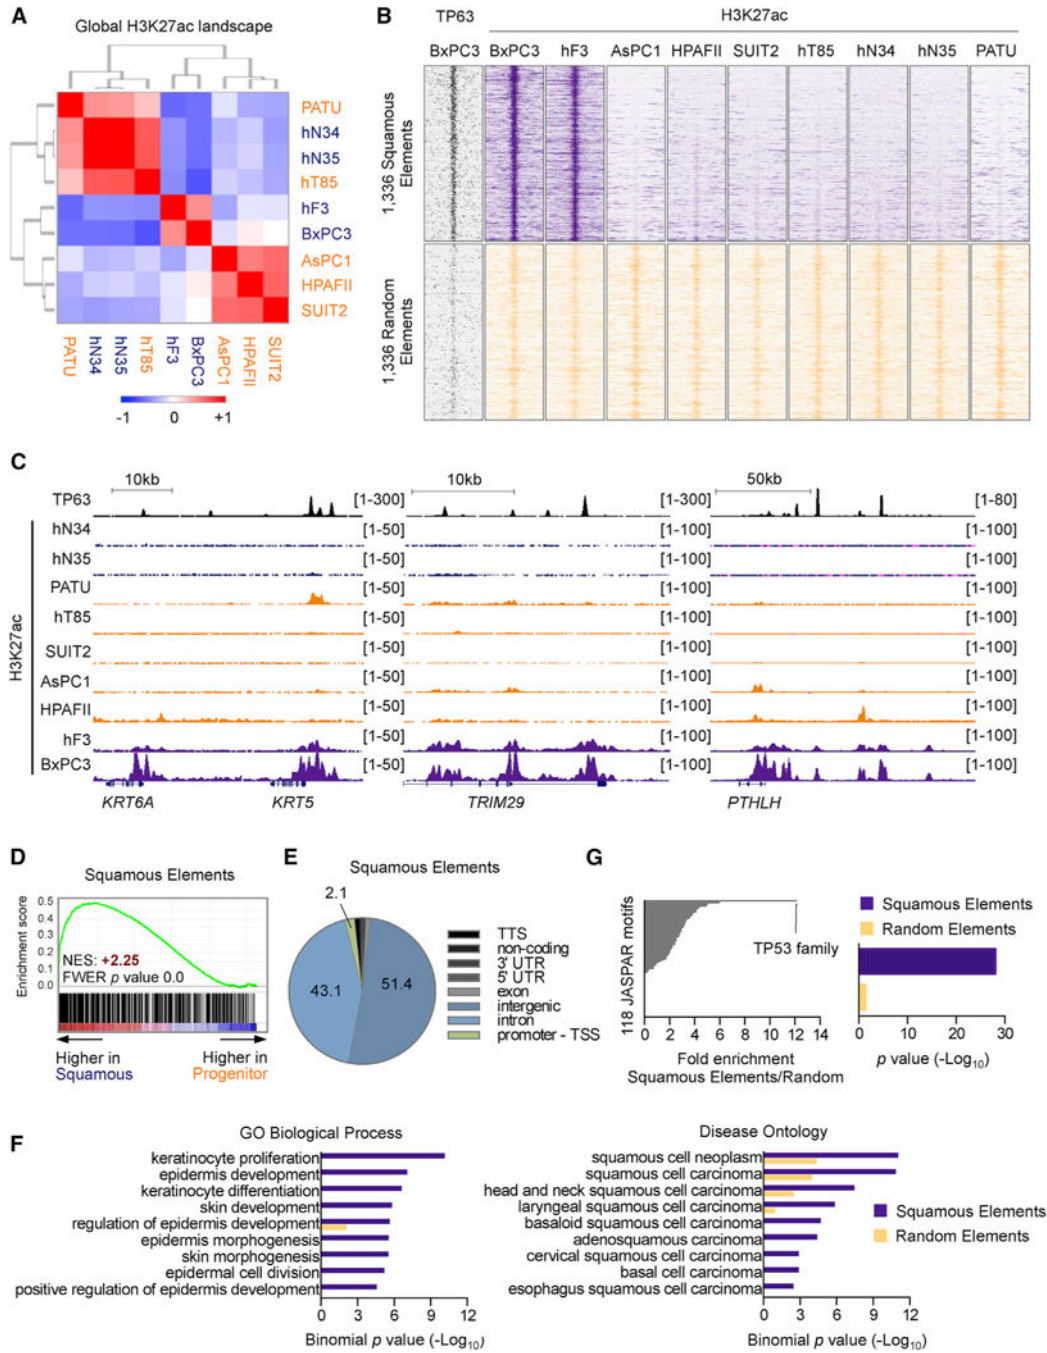 A
Global H3K27ac landscape
PATU
hN34
hN35
hT85
hF3
BxPC3
AsPC1
HPAFII
SUIT2
PATU
hN34
hN35
hT85
hF3
BxPC3
AsPC1
HPAFII
SUIT2
-1 0 +1
B
TP63 H3K27ac
BxPC3 BxPC3 hF3 AsPC1 HPAFII SUIT2 hT85 hN34 hN35 PATU
1,336 Squamous
Elements
1,336 Random
Elements
C
10kb 10kb 50kb
TP63 [1-300] [1-300] [1-80]
H3K27ac
hN34 [1-50] [1-100] [1-100]
hN35 [1-50] [1-100] [1-100]
PATU [1-50] [1-100] [1-100]
hT85 [1-50] [1-100] [1-100]
SUIT2 [1-50] [1-100] [1-100]
AsPC1 [1-50] [1-100] [1-100]
HPAFII [1-50] [1-100] [1-100]
hF3 [1-50] [1-100] [1-100]
BxPC3 [1-50] [1-100] [1-100]
KRT6A KRT5 TRIM29 PTHLH
D
Squamous Elements
Enrichment score
0.5
0.4
0.3
0.2
0.1
0.0
NES: +2.25
FWER p value 0.0
Higher in
Squamous
Higher in
Progenitor
E
Squamous Elements
2.1
43.1
51.4
TTS
non-coding
3' UTR
5' UTR
exon
intergenic
intron
promoter - TSS
G
118 JASPAR motifs
TP53 family
0 2 4 6 8 10 12 14
Fold enrichment
Squamous Elements/Random
Squamous Elements
Random Elements
0 10 20 30
p value (-Log10)
F
GO Biological Process
keratinocyte proliferation
epidermis development
keratinocyte differentiation
skin development
regulation of epidermis development
epidermis morphogenesis
skin morphogenesis
epidermal cell division
positive regulation of epidermis development
0 3 6 9 12
Binomial p value (-Log10)
Disease Ontology
squamous cell neoplasm
squamous cell carcinoma
head and neck squamous cell carcinoma
laryngeal squamous cell carcinoma
basaloid squamous cell carcinoma
adenosquamous carcinoma
cervical squamous cell carcinoma
basal cell carcinoma
esophagus squamous cell carcinoma
0 3 6 9 12
Binomial p value (-Log10)
Squamous Elements
Random Elements